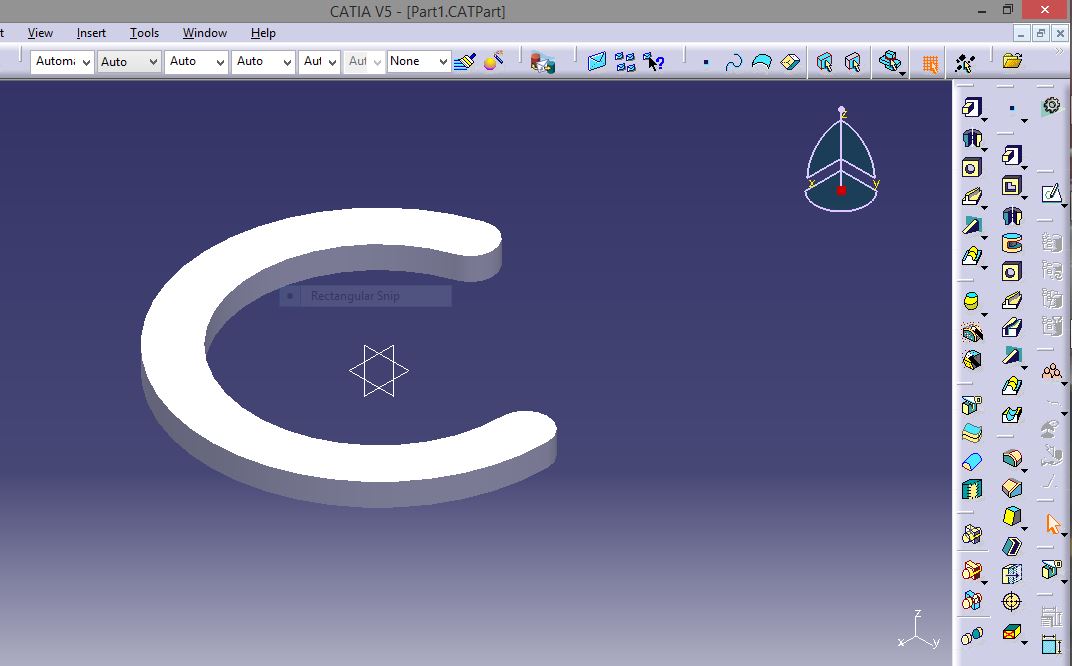 CATIA V5 - [Part1.CATPart]
t View Insert Tools Window Help
Automa Auto Auto Auto Aut Aut None
z
x y
Rectangular Snip
z
x y